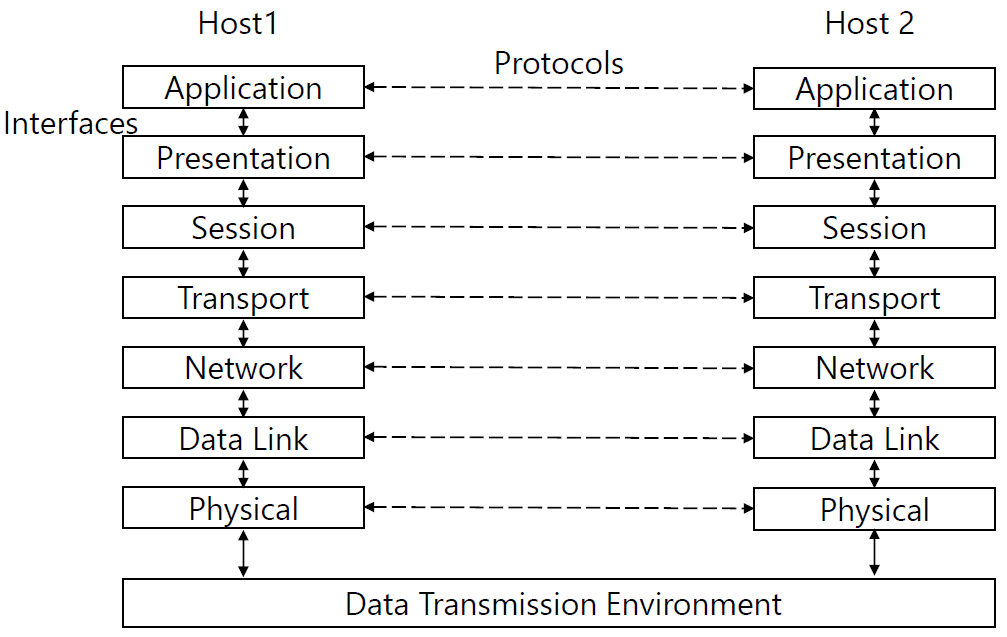 Host1
Host 2
Protocols
Application
Application
Interfaces
Presentation
Presentation
Session
Session
Transport
Transport
Network
Network
Data Link
Data Link
Physical
Physical
Data Transmission Environment